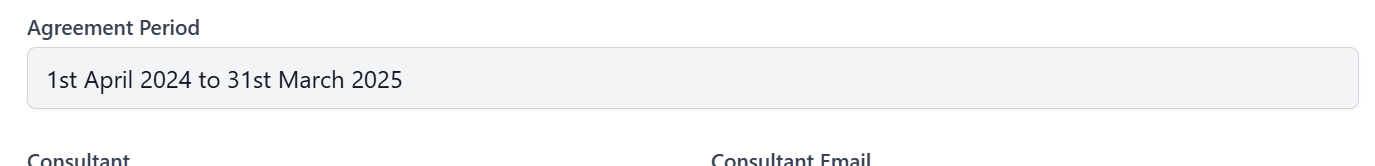 Agreement Period
1st April 2024 to 31st March 2025
Consultant
Consultant Email